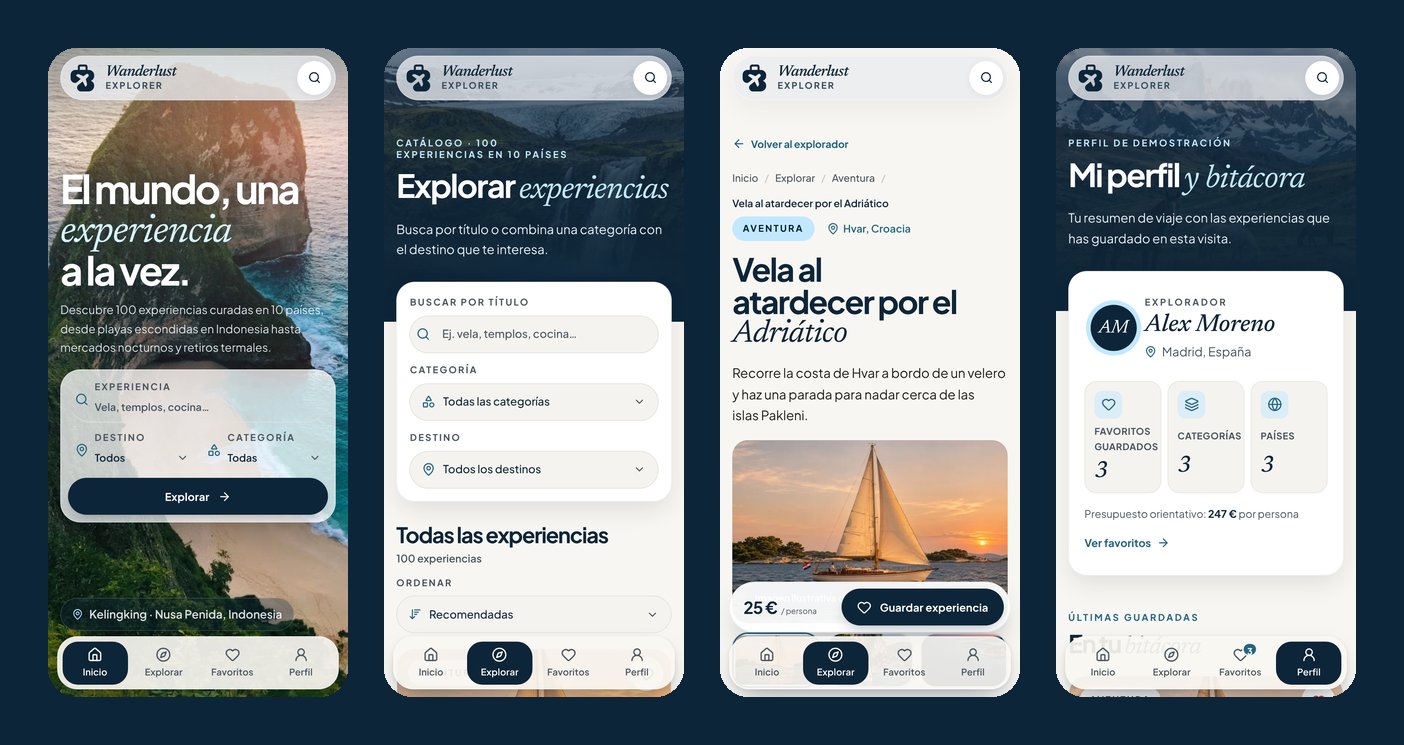 Wanderlust
EXPLORER
El mundo, una
experiencia
a la vez.
Descubre 100 experiencias curadas en 10 países,
desde playas escondidas en Indonesia hasta
mercados nocturnos y retiros termales.
EXPERIENCIA
Vela, templos, cocina...
DESTINO
Todos
CATEGORÍA
Todas
Explorar
Kelingking · Nusa Penida, Indonesia
Inicio
Explorar
Favoritos
Perfil
Wanderlust
EXPLORER
CATÁLOGO · 100
EXPERIENCIAS EN 10 PAÍSES
Explorar experiencias
Busca por título o combina una categoría con
el destino que te interesa.
BUSCAR POR TÍTULO
Ej. vela, templos, cocina...
CATEGORÍA
Todas las categorías
DESTINO
Todos los destinos
Todas las experiencias
100 experiencias
ORDENAR
Recomendadas
Inicio
Explorar
Favoritos
Perfil
Wanderlust
EXPLORER
Volver al explorador
Inicio / Explorar / Aventura /
Vela al atardecer por el Adriático
AVENTURA
Hvar, Croacia
Vela al
atardecer por el
Adriático
Recorre la costa de Hvar a bordo de un velero
y haz una parada para nadar cerca de las
islas Pakleni.
25 € / persona
Guardar experiencia
Inicio
Explorar
Favoritos
Perfil
Wanderlust
EXPLORER
PERFIL DE DEMOSTRACIÓN
Mi perfil y bitácora
Tu resumen de viaje con las experiencias que
has guardado en esta visita.
AM
EXPLORADOR
Alex Moreno
Madrid, España
FAVORITOS
GUARDADOS
3
CATEGORÍAS
3
PAÍSES
3
Presupuesto orientativo: 247 € por persona
Ver favoritos
ÚLTIMAS GUARDADAS
En tu bitácora
Inicio
Explorar
3
Favoritos
Perfil